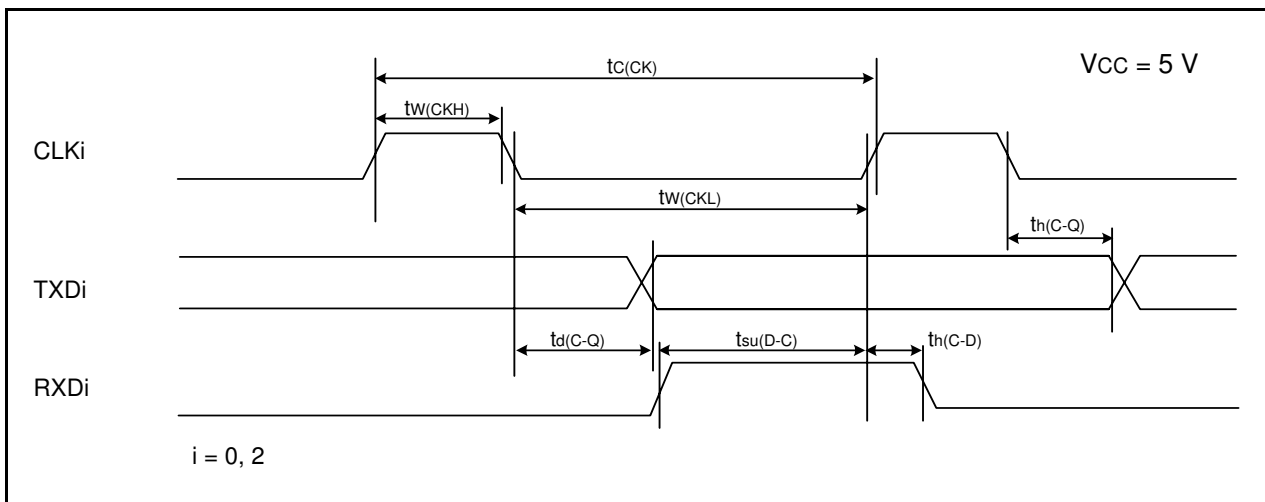 tC(CK)
VCC = 5 V
tW(CKH)
CLKi
tW(CKL)
th(C-Q)
TXDi
td(C-Q)
tsu(D-C)
th(C-D)
RXDi
i = 0, 2